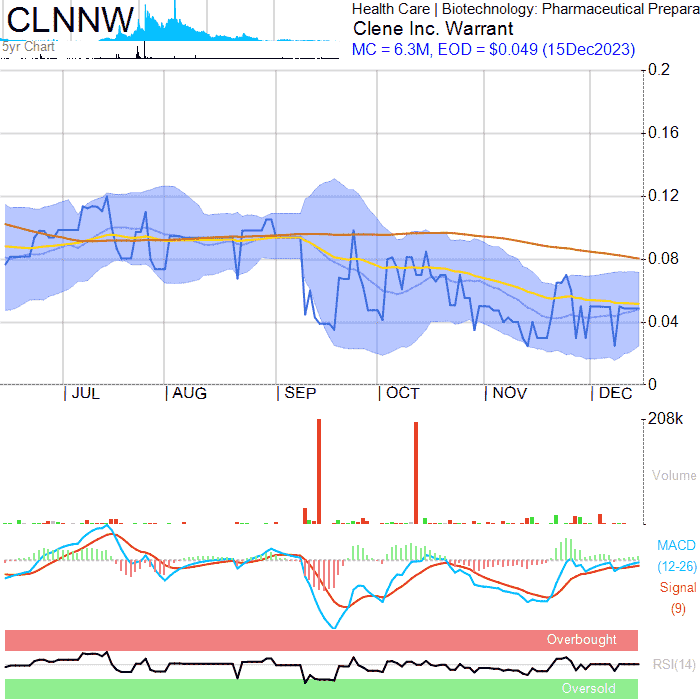 CLNNW
5yr Chart
Health Care | Biotechnology: Pharmaceutical Prepara
Clene Inc. Warrant
MC = 6.3M, EOD = $0.049 (15Dec2023)
0.2
0.16
0.12
0.08
0.04
0
JUL AUG SEP OCT NOV DEC
208k
Volume
MACD
(12-26)
Signal
(9)
Overbought
RSI(14)
Oversold